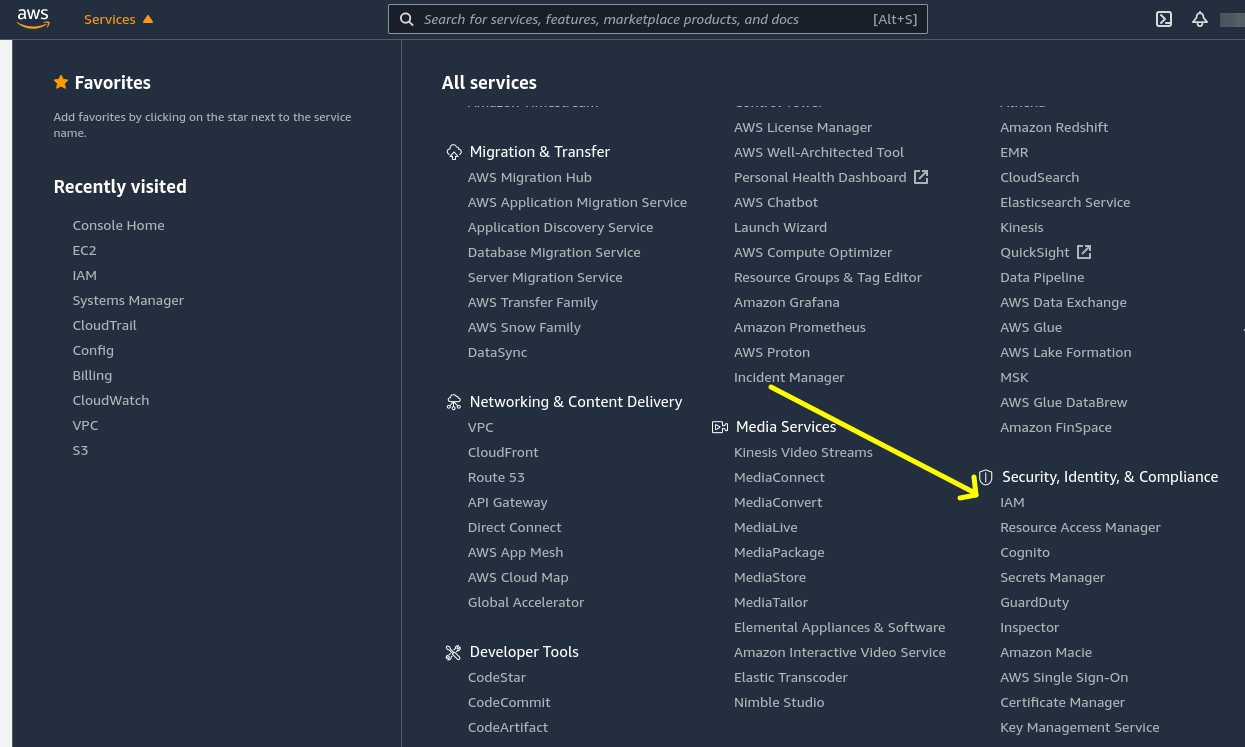 aws
Services
Search for services, features, marketplace products, and docs
[Alt+S]
Favorites
Add favorites by clicking on the star next to the service
name.
Recently visited
Console Home
EC2
IAM
Systems Manager
CloudTrail
Config
Billing
CloudWatch
VPC
S3
All services
Migration & Transfer
AWS Migration Hub
AWS Application Migration Service
Application Discovery Service
Database Migration Service
Server Migration Service
AWS Transfer Family
AWS Snow Family
DataSync
Networking & Content Delivery
VPC
CloudFront
Route 53
API Gateway
Direct Connect
AWS App Mesh
AWS Cloud Map
Global Accelerator
Developer Tools
CodeStar
CodeCommit
CodeArtifact
AWS License Manager
AWS Well-Architected Tool
Personal Health Dashboard
AWS Chatbot
Launch Wizard
AWS Compute Optimizer
Resource Groups & Tag Editor
Amazon Grafana
Amazon Prometheus
AWS Proton
Incident Manager
Media Services
Kinesis Video Streams
MediaConnect
MediaConvert
MediaLive
MediaPackage
MediaStore
MediaTailor
Elemental Appliances & Software
Amazon Interactive Video Service
Elastic Transcoder
Nimble Studio
Amazon Redshift
EMR
CloudSearch
Elasticsearch Service
Kinesis
QuickSight
Data Pipeline
AWS Data Exchange
AWS Glue
AWS Lake Formation
MSK
AWS Glue DataBrew
Amazon FinSpace
Security, Identity, & Compliance
IAM
Resource Access Manager
Cognito
Secrets Manager
GuardDuty
Inspector
Amazon Macie
AWS Single Sign-On
Certificate Manager
Key Management Service